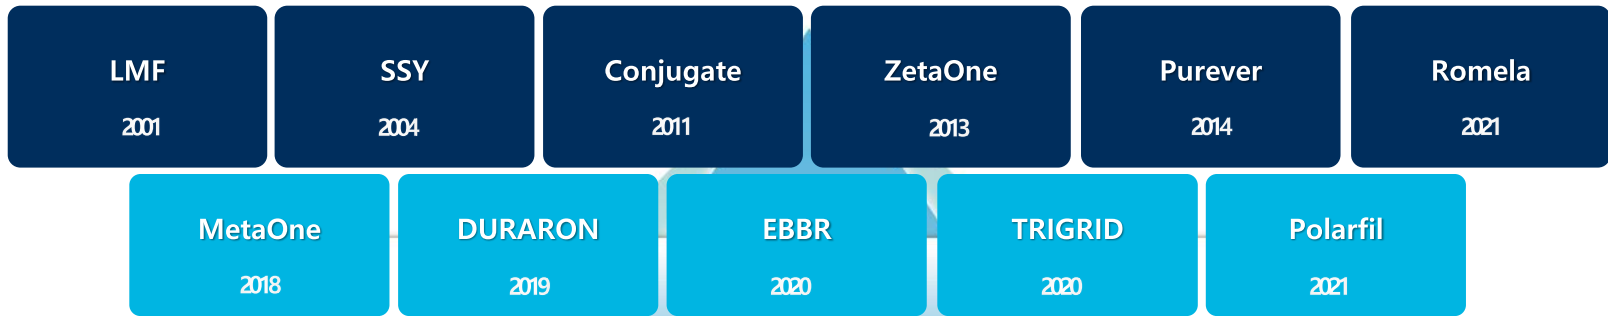 LMF
2001
SSY
2004
Conjugate
2011
ZetaOne
2013
Purever
2014
Romela
2021
MetaOne
2018
DURARON
2019
EBBR
2020
TRIGRID
2020
Polarfil
2021